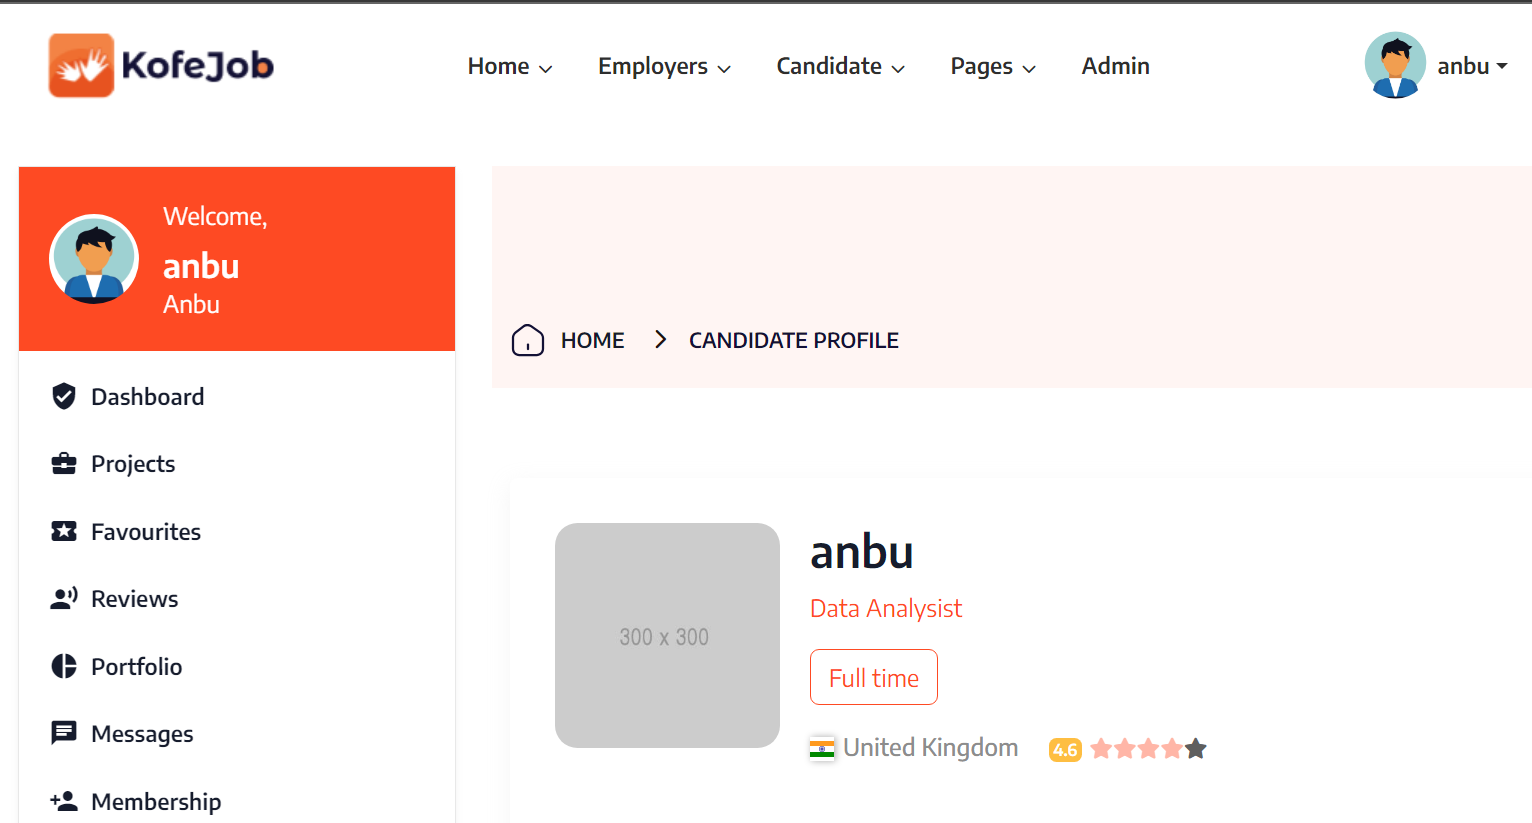 KofeJob
Home Employers Candidate Pages Admin anbu
Welcome,
anbu
Anbu
HOME > CANDIDATE PROFILE
Dashboard
Projects
Favourites
Reviews
Portfolio
Messages
Membership
300 x 300
anbu
Data Analysist
Full time
United Kingdom 4.6